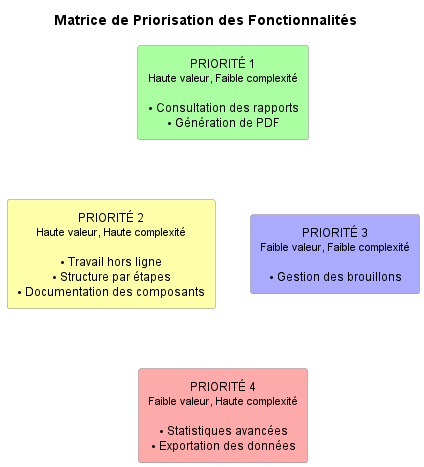 Matrice de Priorisation des Fonctionnalités
PRIORITÉ 1
Haute valeur, Faible complexité
• Consultation des rapports
• Génération de PDF
PRIORITÉ 2
Haute valeur, Haute complexité
• Travail hors ligne
• Structure par étapes
• Documentation des composants
PRIORITÉ 3
Faible valeur, Faible complexité
• Gestion des brouillons
PRIORITÉ 4
Faible valeur, Haute complexité
• Statistiques avancées
• Exportation des données